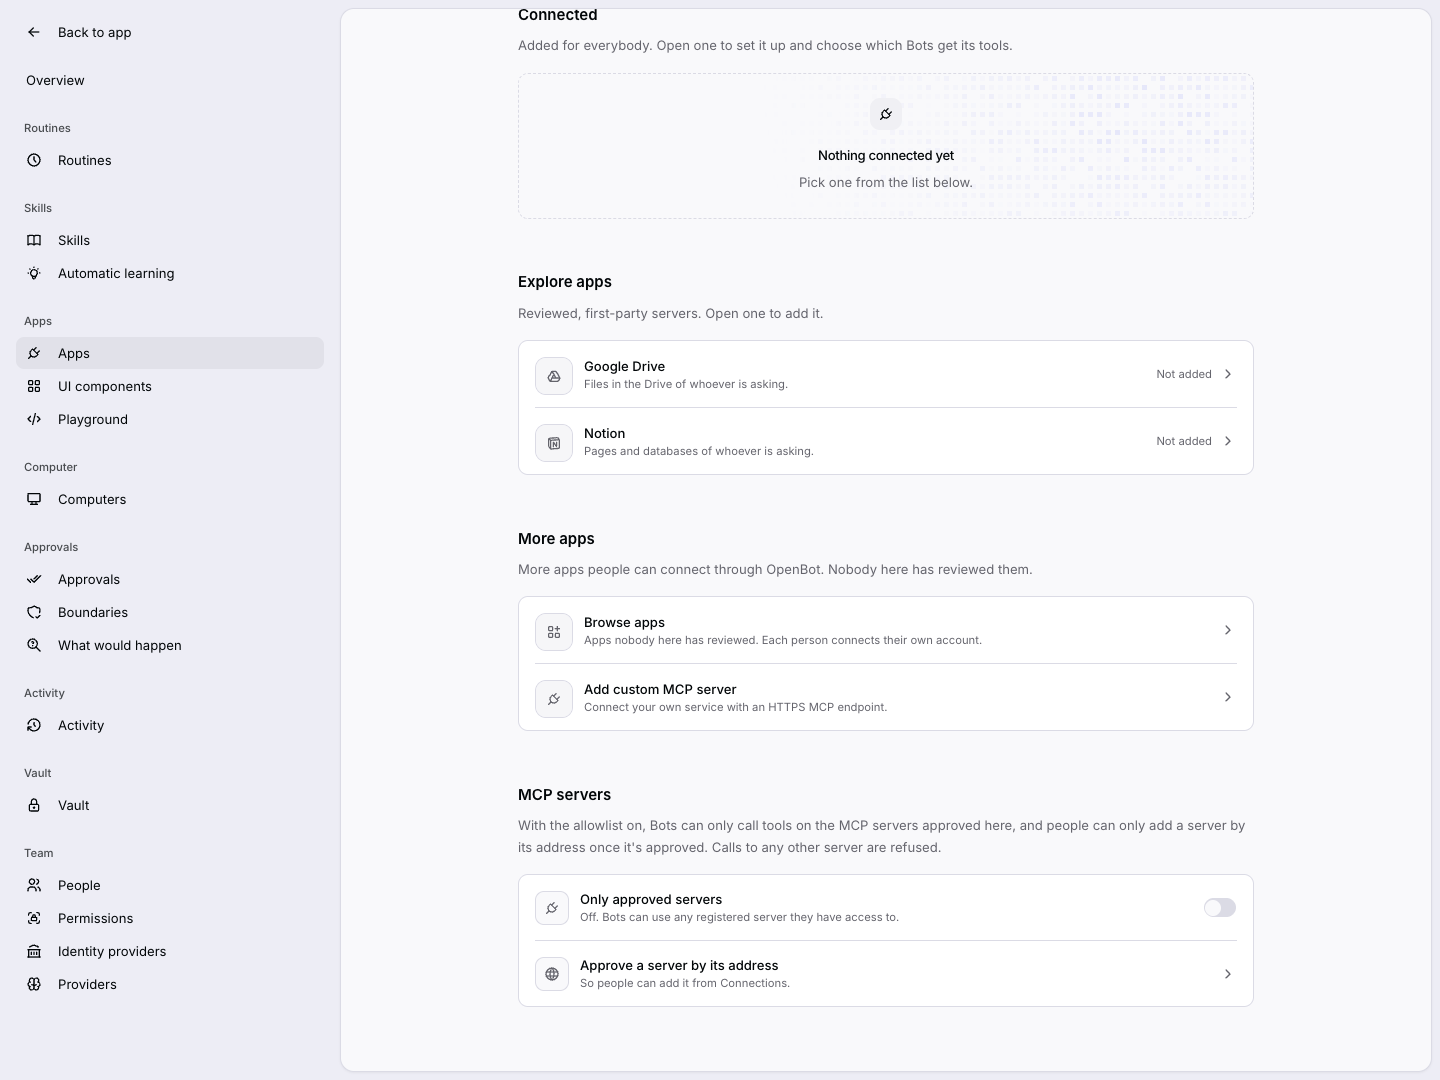 Back to app
Overview
Routines
Routines
Skills
Skills
Automatic learning
Apps
Apps
UI components
Playground
Computer
Computers
Approvals
Approvals
Boundaries
What would happen
Activity
Activity
Vault
Vault
Team
People
Permissions
Identity providers
Providers
Connected
Added for everybody. Open one to set it up and choose which Bots get its tools.
Nothing connected yet
Pick one from the list below.
Explore apps
Reviewed, first-party servers. Open one to add it.
Google Drive
Files in the Drive of whoever is asking.
Not added
Notion
Pages and databases of whoever is asking.
Not added
More apps
More apps people can connect through OpenBot. Nobody here has reviewed them.
Browse apps
Apps nobody here has reviewed. Each person connects their own account.
Add custom MCP server
Connect your own service with an HTTPS MCP endpoint.
MCP servers
With the allowlist on, Bots can only call tools on the MCP servers approved here, and people can only add a server by
its address once it's approved. Calls to any other server are refused.
Only approved servers
Off. Bots can use any registered server they have access to.
Approve a server by its address
So people can add it from Connections.